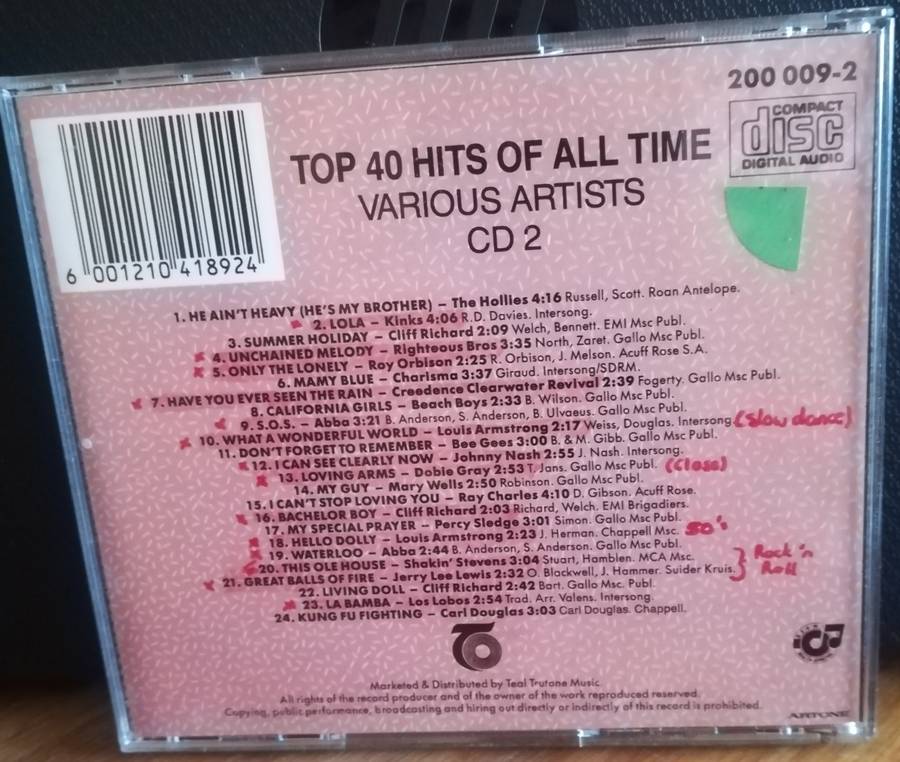 200 009-2
COMPACT
disc
DIGITAL AUDIO
6 001210 418924
TOP 40 HITS OF ALL TIME
VARIOUS ARTISTS
CD 2
1. HE AIN'T HEAVY (HE'S MY BROTHER) – The Hollies 4:16 Russell, Scott. Roan Antelope.
2. LOLA – Kinks 4:06 R.D. Davies. Intersong.
3. SUMMER HOLIDAY – Cliff Richard 2:09 Welch, Bennett. EMI Msc Publ.
4. UNCHAINED MELODY – Righteous Bros 3:35 North, Zaret. Gallo Msc Publ.
5. ONLY THE LONELY – Roy Orbison 2:25 R. Orbison, J. Melson. Acuff Rose S.A.
6. MAMY BLUE – Charisma 3:37 Giraud. Intersong/SDRM.
7. HAVE YOU EVER SEEN THE RAIN – Creedence Clearwater Revival 2:39 Fogerty. Gallo Msc Publ.
8. CALIFORNIA GIRLS – Beach Boys 2:33 B. Wilson. Gallo Msc Publ.
9. S.O.S. – Abba 3:21 B. Anderson, S. Anderson, B. Ulvaeus. Gallo Msc Publ.
10. WHAT A WONDERFUL WORLD – Louis Armstrong 2:17 Weiss, Douglas. Intersong (Slow dance)
11. DON'T FORGET TO REMEMBER – Bee Gees 3:00 B. & M. Gibb. Gallo Msc Publ.
12. I CAN SEE CLEARLY NOW – Johnny Nash 2:55 J. Nash. Intersong.
13. LOVING ARMS – Dobie Gray 2:53 T. Jans. Gallo Msc Publ. (Close)
14. MY GUY – Mary Wells 2:50 Robinson. Gallo Msc Publ.
15. I CAN'T STOP LOVING YOU – Ray Charles 4:10 D. Gibson. Acuff Rose.
16. BACHELOR BOY – Cliff Richard 2:03 Richard, Welch. EMI Brigadiers.
17. MY SPECIAL PRAYER – Percy Sledge 3:01 Simon. Gallo Msc Publ.
18. HELLO DOLLY – Louis Armstrong 2:23 J. Herman. Chappell Msc. 50's
19. WATERLOO – Abba 2:44 B. Anderson, S. Anderson. Gallo Msc Publ.
20. THIS OLE HOUSE – Shakin' Stevens 3:04 Stuart, Hamblen. MCA Msc.
21. GREAT BALLS OF FIRE – Jerry Lee Lewis 2:32 O. Blackwell, J. Hammer. Suider Kruis.
Rock 'n
Roll
22. LIVING DOLL – Cliff Richard 2:42 Bart. Gallo Msc. Publ.
23. LA BAMBA – Los Lobos 2:54 Trad. Arr. Valens. Intersong.
24. KUNG FU FIGHTING – Carl Douglas 3:03 Carl Douglas. Chappell.
Marketed & Distributed by Teal Trutone Music
All rights of the record producer and of the owner of the work reproduced reserved.
Copying, public performance, broadcasting and hiring out directly or indirectly of this record is prohibited.
ARTONE